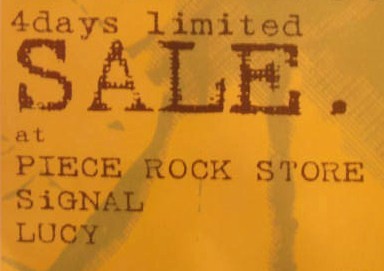 4days limited
SALE.
at
PIECE ROCK STORE
SiGNAL
LUCY